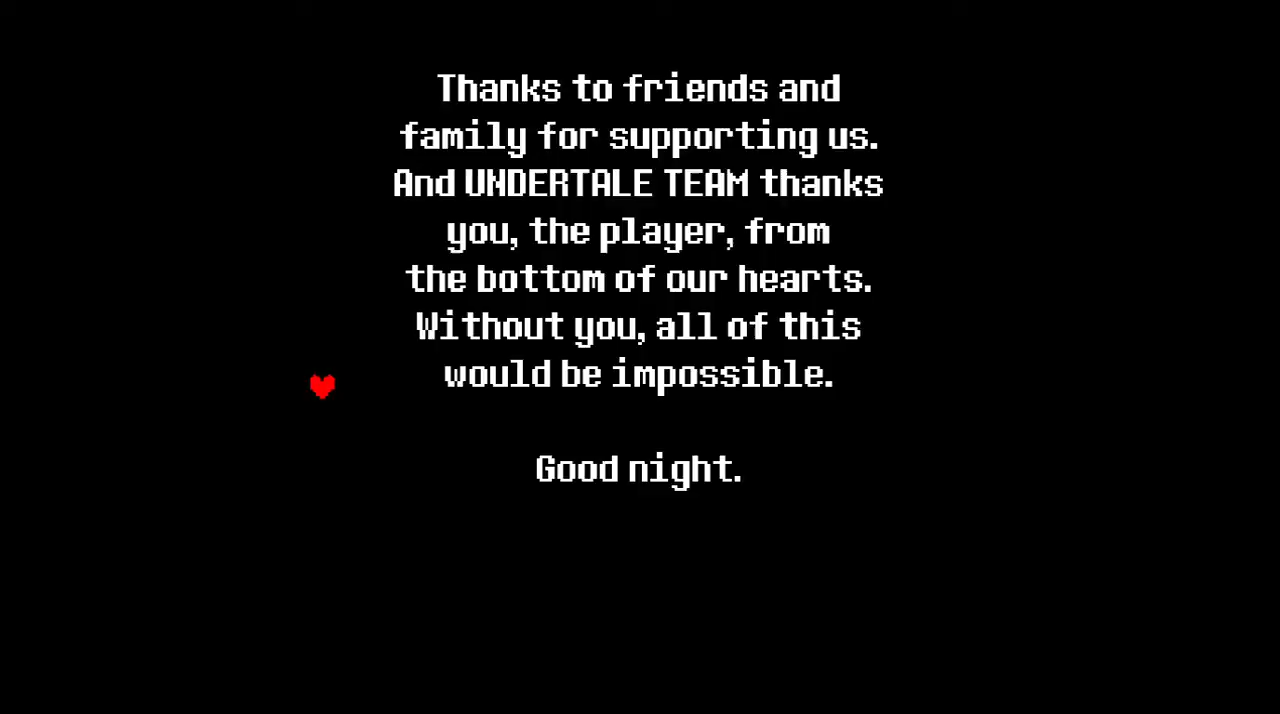 Thanks to friends and
family for supporting us.
And UNDERTALE TEAM thanks
you, the player, from
the bottom of our hearts.
Without you, all of this
would be impossible.
Good night.